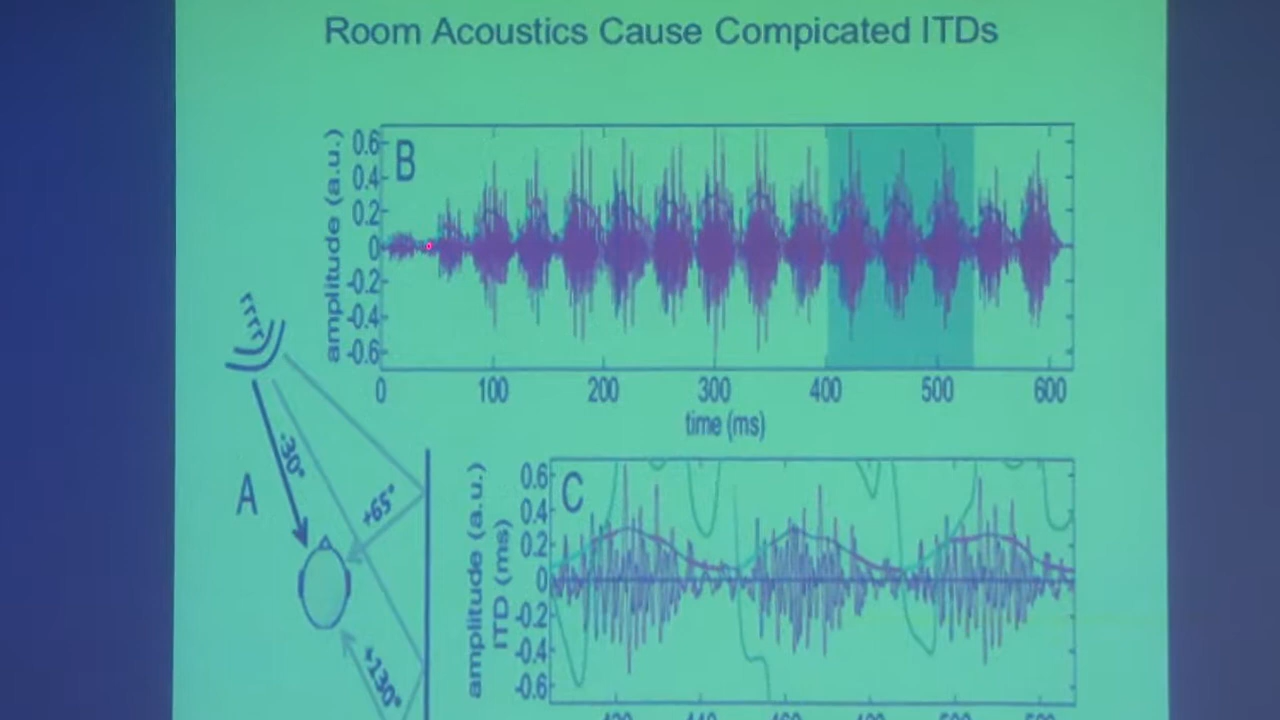 Room Acoustics Cause Compicated ITDs
B
amplitude (a.u.)
0.6
0.4
0.2
0
-0.2
-0.4
-0.6
0 100 200 300 400 500 600
time (ms)
rrrr
-30°
A
+65°
+130°
C
amplitude (a.u.)
ITD (ms)
0.6
0.4
0.2
0
-0.2
-0.4
-0.6